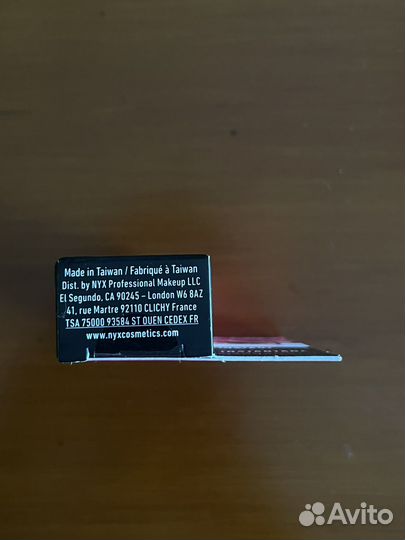 Made in Taiwan / Fabriqué à Taiwan
Dist. by NYX Professional Makeup LLC
El Segundo, CA 90245 – London W6 8AZ
41, rue Martre 92110 CLICHY France
TSA 75000 93584 ST OUEN CEDEX FR
www.nyxcosmetics.com
Avito